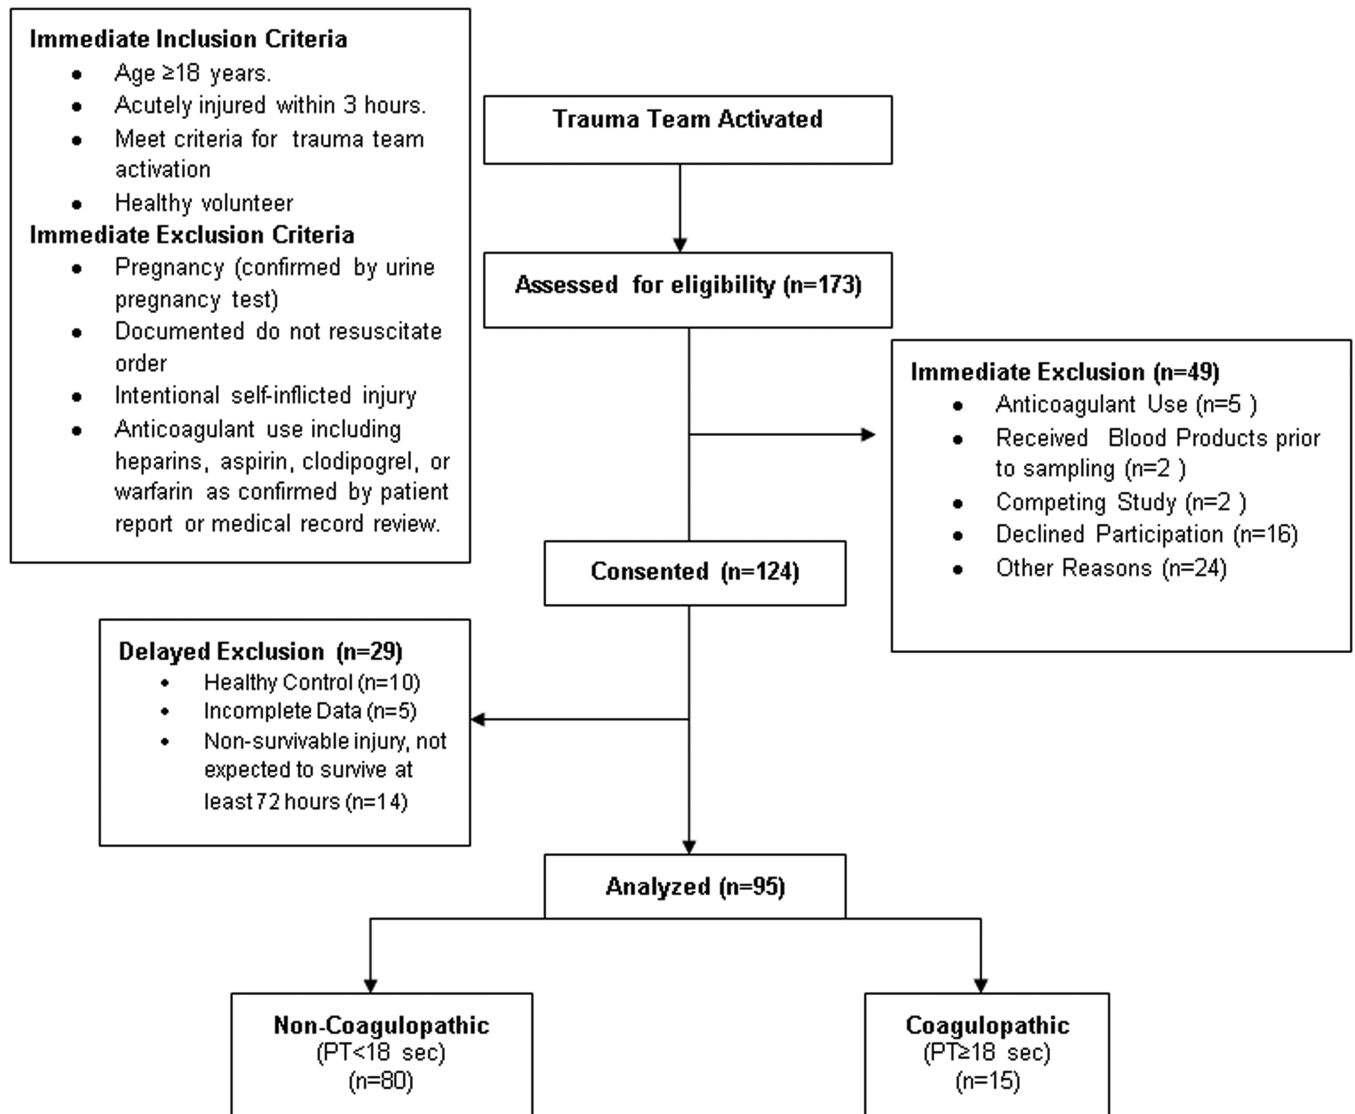 Immediate Inclusion Criteria
• Age ≥18 years.
• Acutely injured within 3 hours.
• Meet criteria for trauma team
activation
• Healthy volunteer
Immediate Exclusion Criteria
• Pregnancy (confirmed by urine
pregnancy test)
• Documented do not resuscitate
order
• Intentional self-inflicted injury
• Anticoagulant use including
heparins, aspirin, clodipogrel, or
warfarin as confirmed by patient
report or medical record review.
Trauma Team Activated
Assessed for eligibility (n=173)
Immediate Exclusion (n=49)
• Anticoagulant Use (n=5 )
• Received Blood Products prior
to sampling (n=2 )
• Competing Study (n=2 )
• Declined Participation (n=16)
• Other Reasons (n=24)
Consented (n=124)
Delayed Exclusion (n=29)
• Healthy Control (n=10)
• Incomplete Data (n=5)
• Non-survivable injury, not
expected to survive at
least 72 hours (n=14)
Analyzed (n=95)
Non-Coagulopathic
(PT<18 sec)
(n=80)
Coagulopathic
(PT≥18 sec)
(n=15)